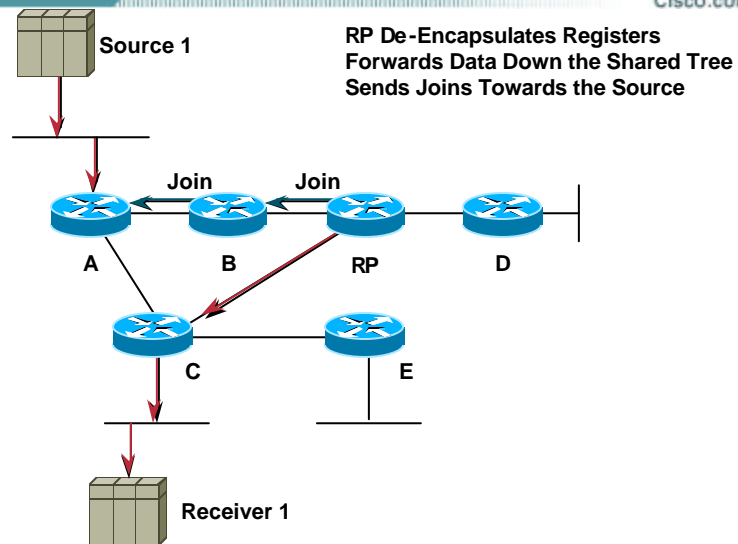 Source 1
RP De-Encapsulates Registers
Forwards Data Down the Shared Tree
Sends Joins Towards the Source
Join
Join
A
B
RP
D
C
E
Receiver 1